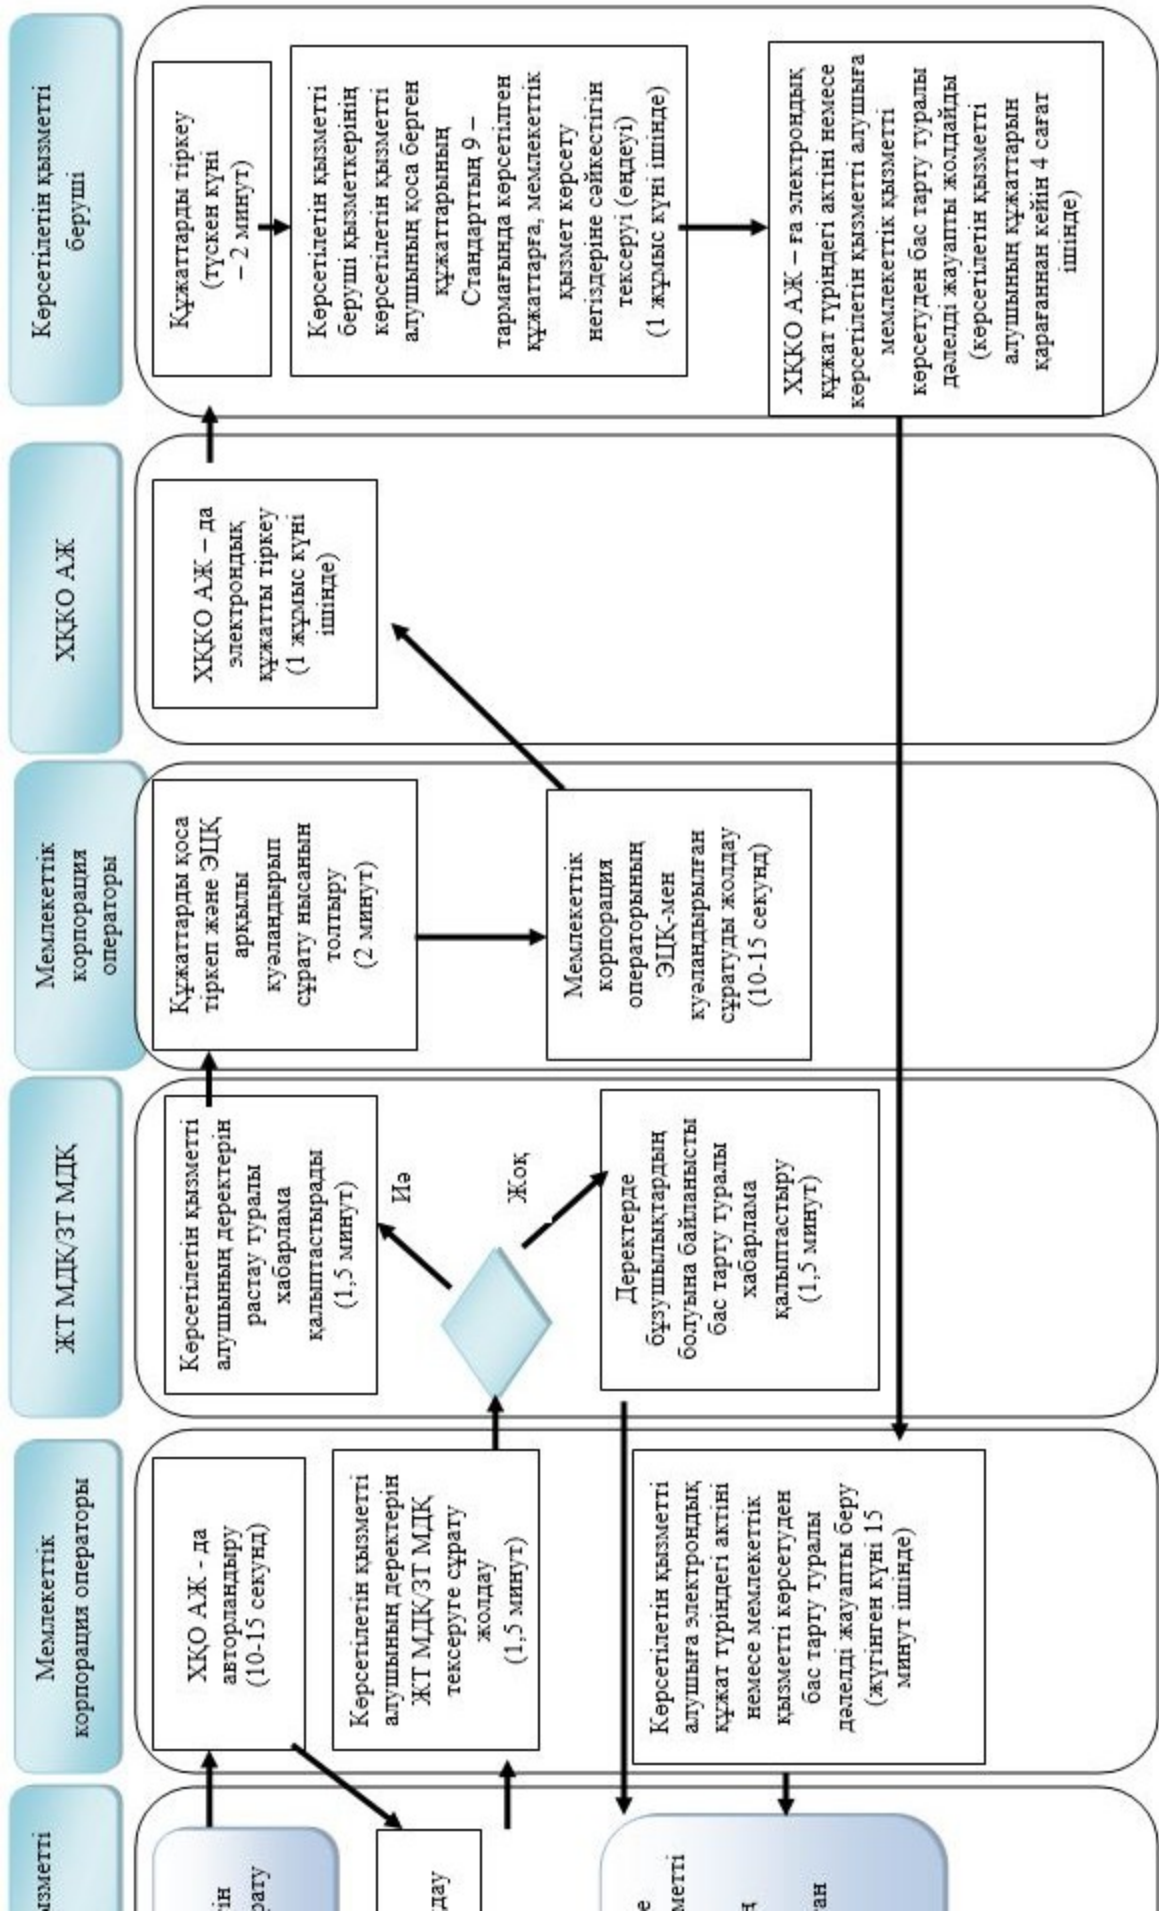 қызметті
Мемлекеттік
корпорация операторы
ЖТ МДҚ/ЗТ МДҚ
Мемлекеттік
корпорация
операторы
ХҚКО АЖ
Көрсетілетін қызметті
беруші
ХҚО АЖ - да
авторландыру
(10-15 секунд)
Көрсетілетін қызметті
алушының деректерін
ЖТ МДҚ/ЗТ МДҚ
тексеруге сұрату
жолдау
(1,5 минут)
Көрсетілетін қызметті
алушыға электрондық
құжат түріндегі актіні
немесе мемлекеттік
қызметті көрсетуден
бас тарту туралы
дәлелді жауапты беру
(жүгінген күні 15
минут ішінде)
Көрсетілетін қызметті
алушының деректерін
растау туралы
хабарлама
қалыптастырады
(1,5 минут)
Иә
Жоқ
Деректерде
бұзушылықтардың
болуына байланысты
бас тарту туралы
хабарлама
қалыптастыру
(1,5 минут)
Құжаттарды қоса
тіркеп және ЭЦҚ
арқылы
куәландырып
сұрату нысанын
толтыру
(2 минут)
Мемлекеттік
корпорация
операторының
ЭЦҚ-мен
куәландырылған
сұратуды жолдау
(10-15 секунд)
ХҚКО АЖ – да
электрондық
құжатты тіркеу
(1 жұмыс күні
ішінде)
Құжаттарды тіркеу
(түскен күні
– 2 минут)
Көрсетілетін қызметті
беруші қызметкерінің
көрсетілетін қызметті
алушының қоса берген
құжаттарының
Стандарттың 9 –
тармағында көрсетілген
құжаттарға, мемлекеттік
қызмет көрсету
негіздеріне сәйкестігін
тексеруі (өңдеуі)
(1 жұмыс күні ішінде)
ХҚКО АЖ – ға электрондық
құжат түріндегі актіні немесе
көрсетілетін қызметті алушыға
мемлекеттік қызметті
көрсетуден бас тарту туралы
дәлелді жауапты жолдайды
(көрсетілетін қызметті
алушының құжаттарын
қарағаннан кейін 4 сағат
ішінде)